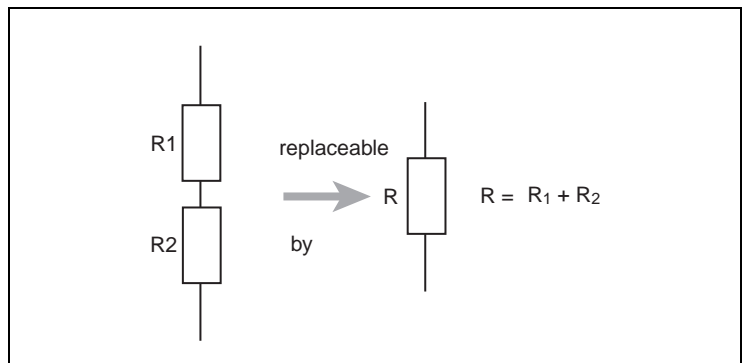 R1
R2
replaceable
by
R
R = R₁ + R₂